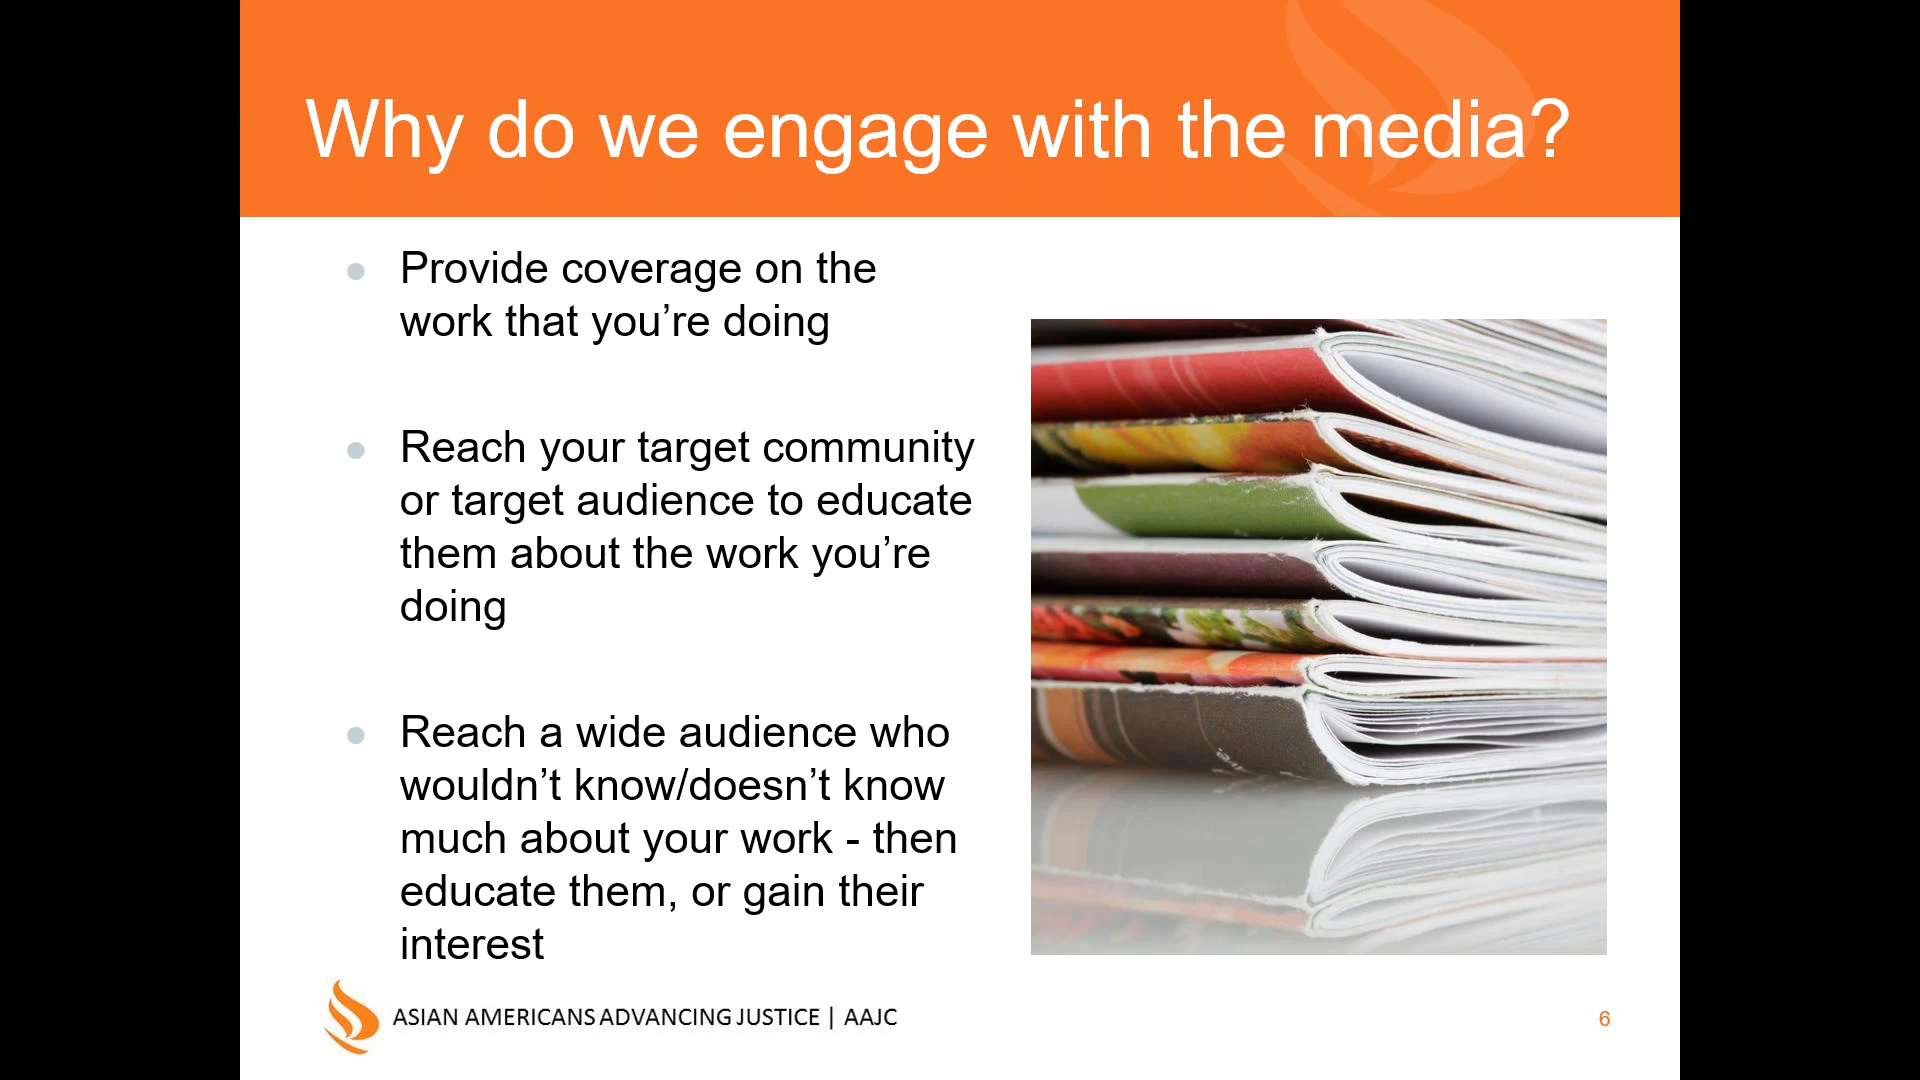 Why do we engage with the media?
Provide coverage on the
work that you’re doing
Reach your target community
or target audience to educate
them about the work you’re
doing
Reach a wide audience who
wouldn’t know/doesn’t know
much about your work - then
educate them, or gain their
interest
ASIAN AMERICANS ADVANCING JUSTICE | AAJC
6